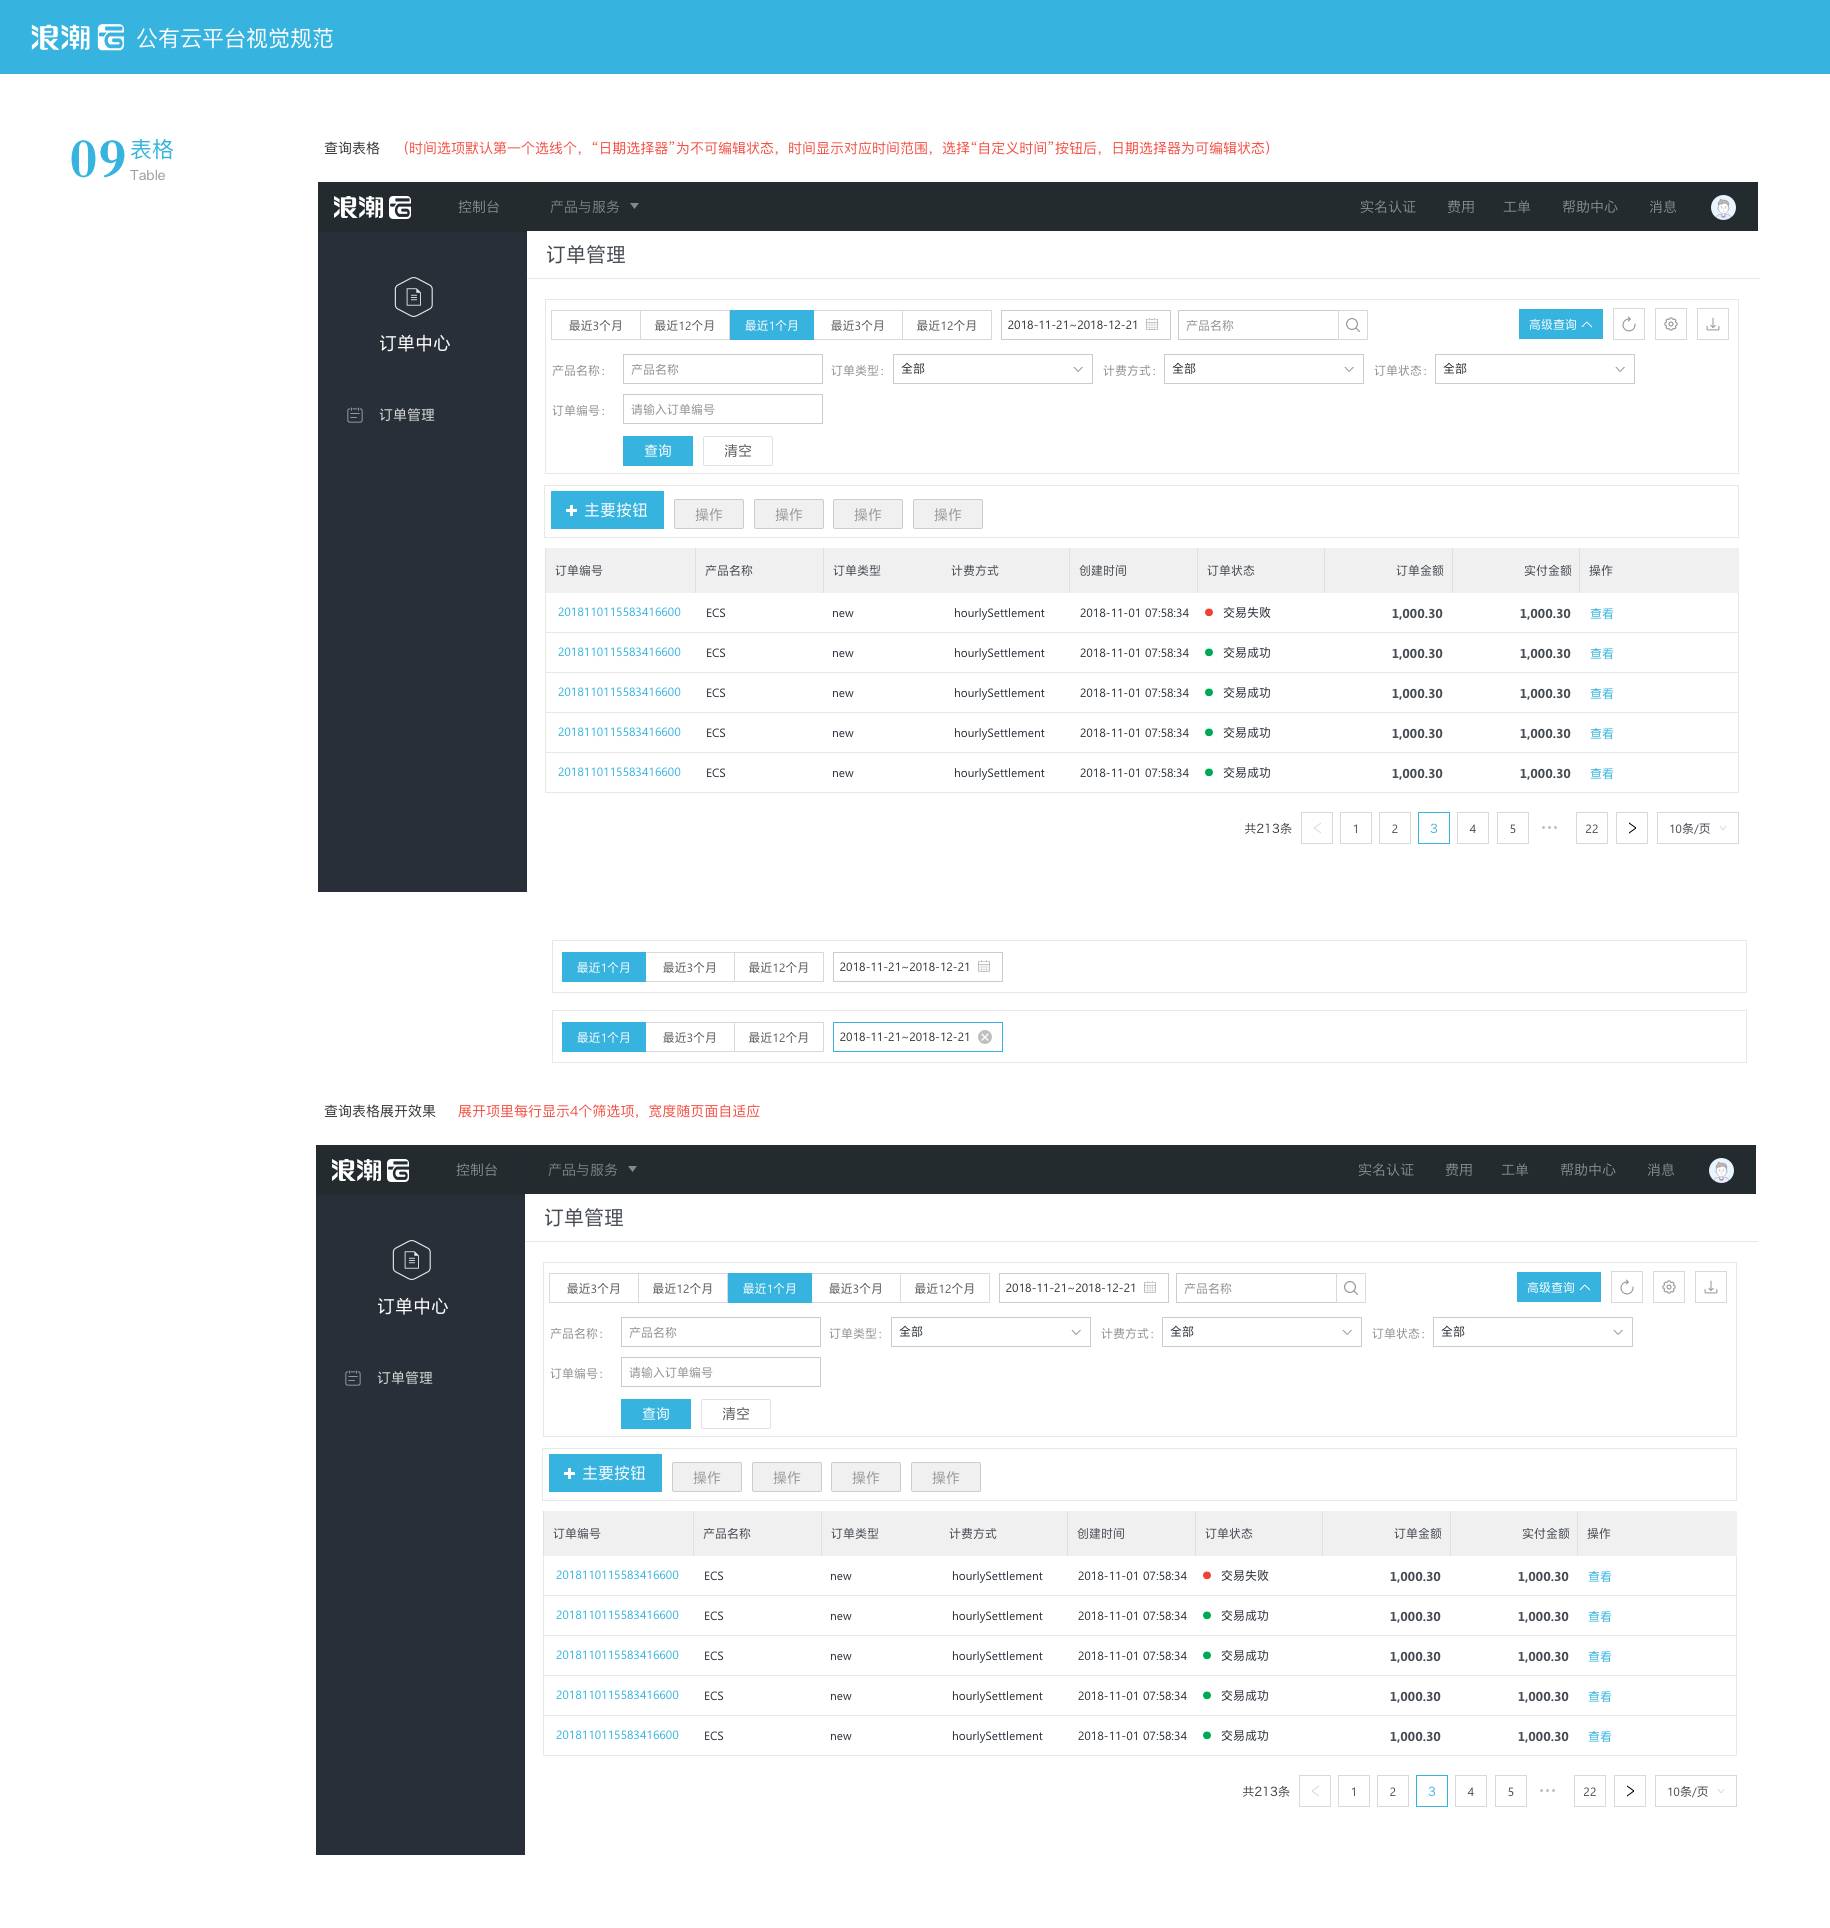 浪潮云 公有云平台视觉规范
09 表格
Table
查询表格 （时间选项默认第一个选线个，“日期选择器”为不可编辑状态，时间显示对应时间范围，选择“自定义时间”按钮后，日期选择器为可编辑状态）
浪潮云 控制台 产品与服务 实名认证 费用 工单 帮助中心 消息
订单中心
订单管理
订单管理
最近3个月 最近12个月 最近1个月 最近3个月 最近12个月 2018-11-21~2018-12-21 产品名称 高级查询
产品名称： 产品名称 订单类型： 全部 计费方式： 全部 订单状态： 全部
订单编号： 请输入订单编号
查询 清空
主要按钮 操作 操作 操作 操作
订单编号 产品名称 订单类型 计费方式 创建时间 订单状态 订单金额 实付金额 操作
2018110115583416600 ECS new hourlySettlement 2018-11-01 07:58:34 交易失败 1,000.30 1,000.30 查看
2018110115583416600 ECS new hourlySettlement 2018-11-01 07:58:34 交易成功 1,000.30 1,000.30 查看
2018110115583416600 ECS new hourlySettlement 2018-11-01 07:58:34 交易成功 1,000.30 1,000.30 查看
2018110115583416600 ECS new hourlySettlement 2018-11-01 07:58:34 交易成功 1,000.30 1,000.30 查看
2018110115583416600 ECS new hourlySettlement 2018-11-01 07:58:34 交易成功 1,000.30 1,000.30 查看
共213条 < 1 2 3 4 5 ••• 22 > 10条/页
最近1个月 最近3个月 最近12个月 2018-11-21~2018-12-21
最近1个月 最近3个月 最近12个月 2018-11-21~2018-12-21
查询表格展开效果 展开项里每行显示4个筛选项，宽度随页面自适应
浪潮云 控制台 产品与服务 实名认证 费用 工单 帮助中心 消息
订单中心
订单管理
订单管理
最近3个月 最近12个月 最近1个月 最近3个月 最近12个月 2018-11-21~2018-12-21 产品名称 高级查询
产品名称： 产品名称 订单类型： 全部 计费方式： 全部 订单状态： 全部
订单编号： 请输入订单编号
查询 清空
主要按钮 操作 操作 操作 操作
订单编号 产品名称 订单类型 计费方式 创建时间 订单状态 订单金额 实付金额 操作
2018110115583416600 ECS new hourlySettlement 2018-11-01 07:58:34 交易失败 1,000.30 1,000.30 查看
2018110115583416600 ECS new hourlySettlement 2018-11-01 07:58:34 交易成功 1,000.30 1,000.30 查看
2018110115583416600 ECS new hourlySettlement 2018-11-01 07:58:34 交易成功 1,000.30 1,000.30 查看
2018110115583416600 ECS new hourlySettlement 2018-11-01 07:58:34 交易成功 1,000.30 1,000.30 查看
2018110115583416600 ECS new hourlySettlement 2018-11-01 07:58:34 交易成功 1,000.30 1,000.30 查看
共213条 < 1 2 3 4 5 ••• 22 > 10条/页